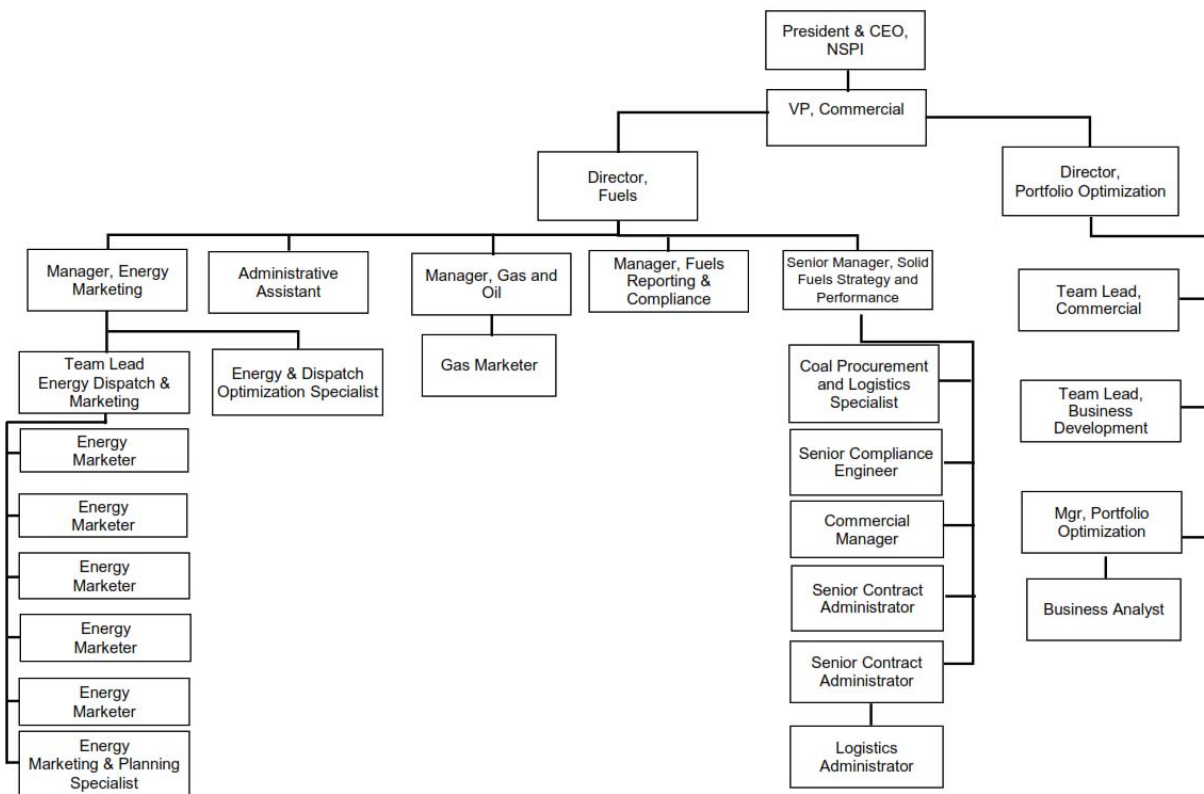 President & CEO,
NSPI
VP, Commercial
Director,
Fuels
Director,
Portfolio Optimization
Manager, Energy
Marketing
Administrative
Assistant
Manager, Gas and
Oil
Manager, Fuels
Reporting &
Compliance
Senior Manager, Solid
Fuels Strategy and
Performance
Team Lead,
Commercial
Team Lead
Energy Dispatch &
Marketing
Energy & Dispatch
Optimization Specialist
Gas Marketer
Coal Procurement
and Logistics
Specialist
Team Lead,
Business
Development
Energy
Marketer
Senior Compliance
Engineer
Energy
Marketer
Commercial
Manager
Mgr, Portfolio
Optimization
Energy
Marketer
Senior Contract
Administrator
Business Analyst
Energy
Marketer
Senior Contract
Administrator
Energy
Marketer
Energy
Marketing & Planning
Specialist
Logistics
Administrator